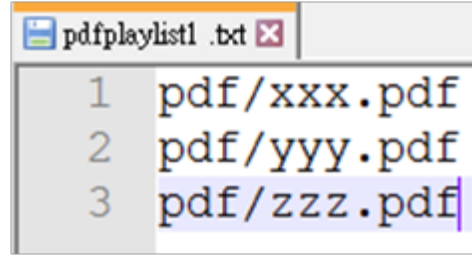 pdfplaylist1 .txt
1 pdf/xxx.pdf
2 pdf/yyy.pdf
3 pdf/zzz.pdf